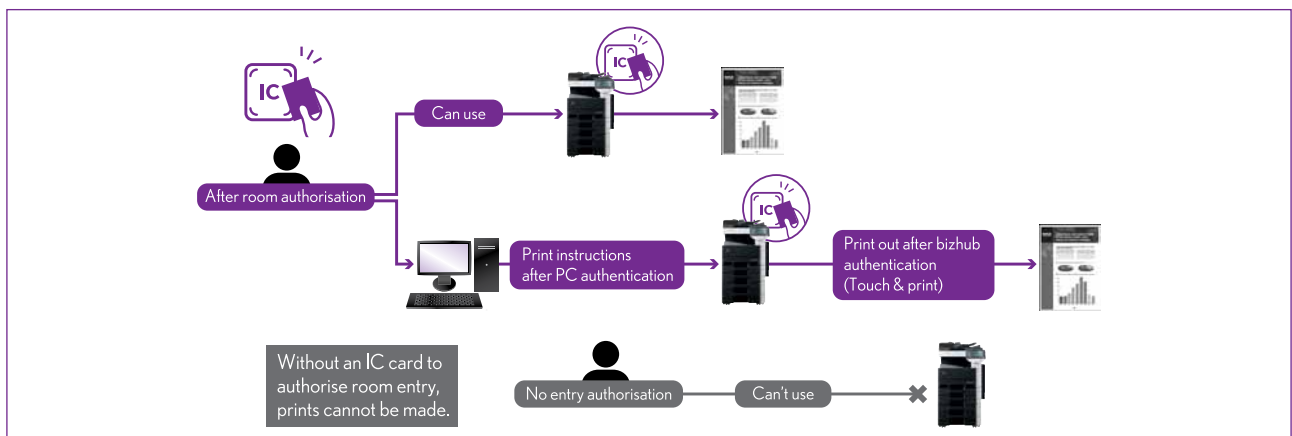 IC
IC
Can use
After room authorisation
IC
Print instructions
after PC authentication
Print out after bizhub
authentication
(Touch & print)
Without an IC card to
authorise room entry,
prints cannot be made.
No entry authorisation
Can't use